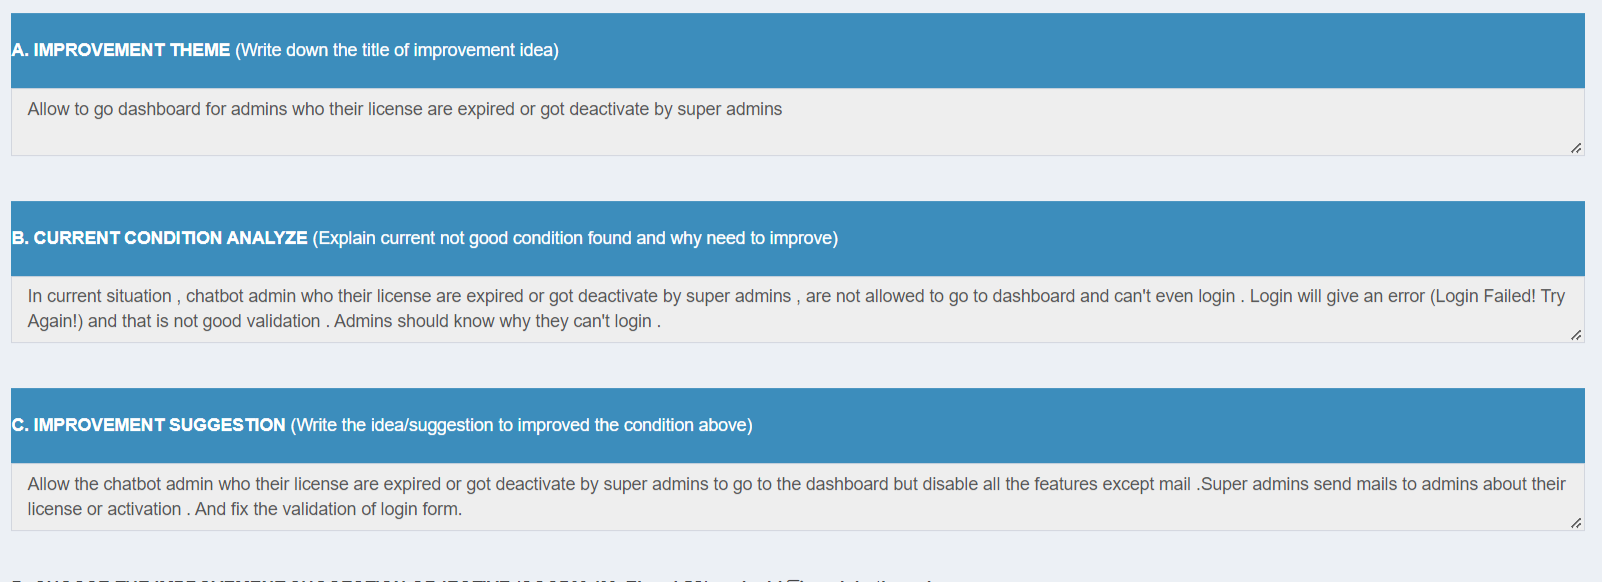 A. IMPROVEMENT THEME (Write down the title of improvement idea)
Allow to go dashboard for admins who their license are expired or got deactivate by super admins
B. CURRENT CONDITION ANALYZE (Explain current not good condition found and why need to improve)
In current situation , chatbot admin who their license are expired or got deactivate by super admins , are not allowed to go to dashboard and can't even login . Login will give an error (Login Failed! Try
Again!) and that is not good validation . Admins should know why they can't login .
C. IMPROVEMENT SUGGESTION (Write the idea/suggestion to improved the condition above)
Allow the chatbot admin who their license are expired or got deactivate by super admins to go to the dashboard but disable all the features except mail .Super admins send mails to admins about their
license or activation . And fix the validation of login form.